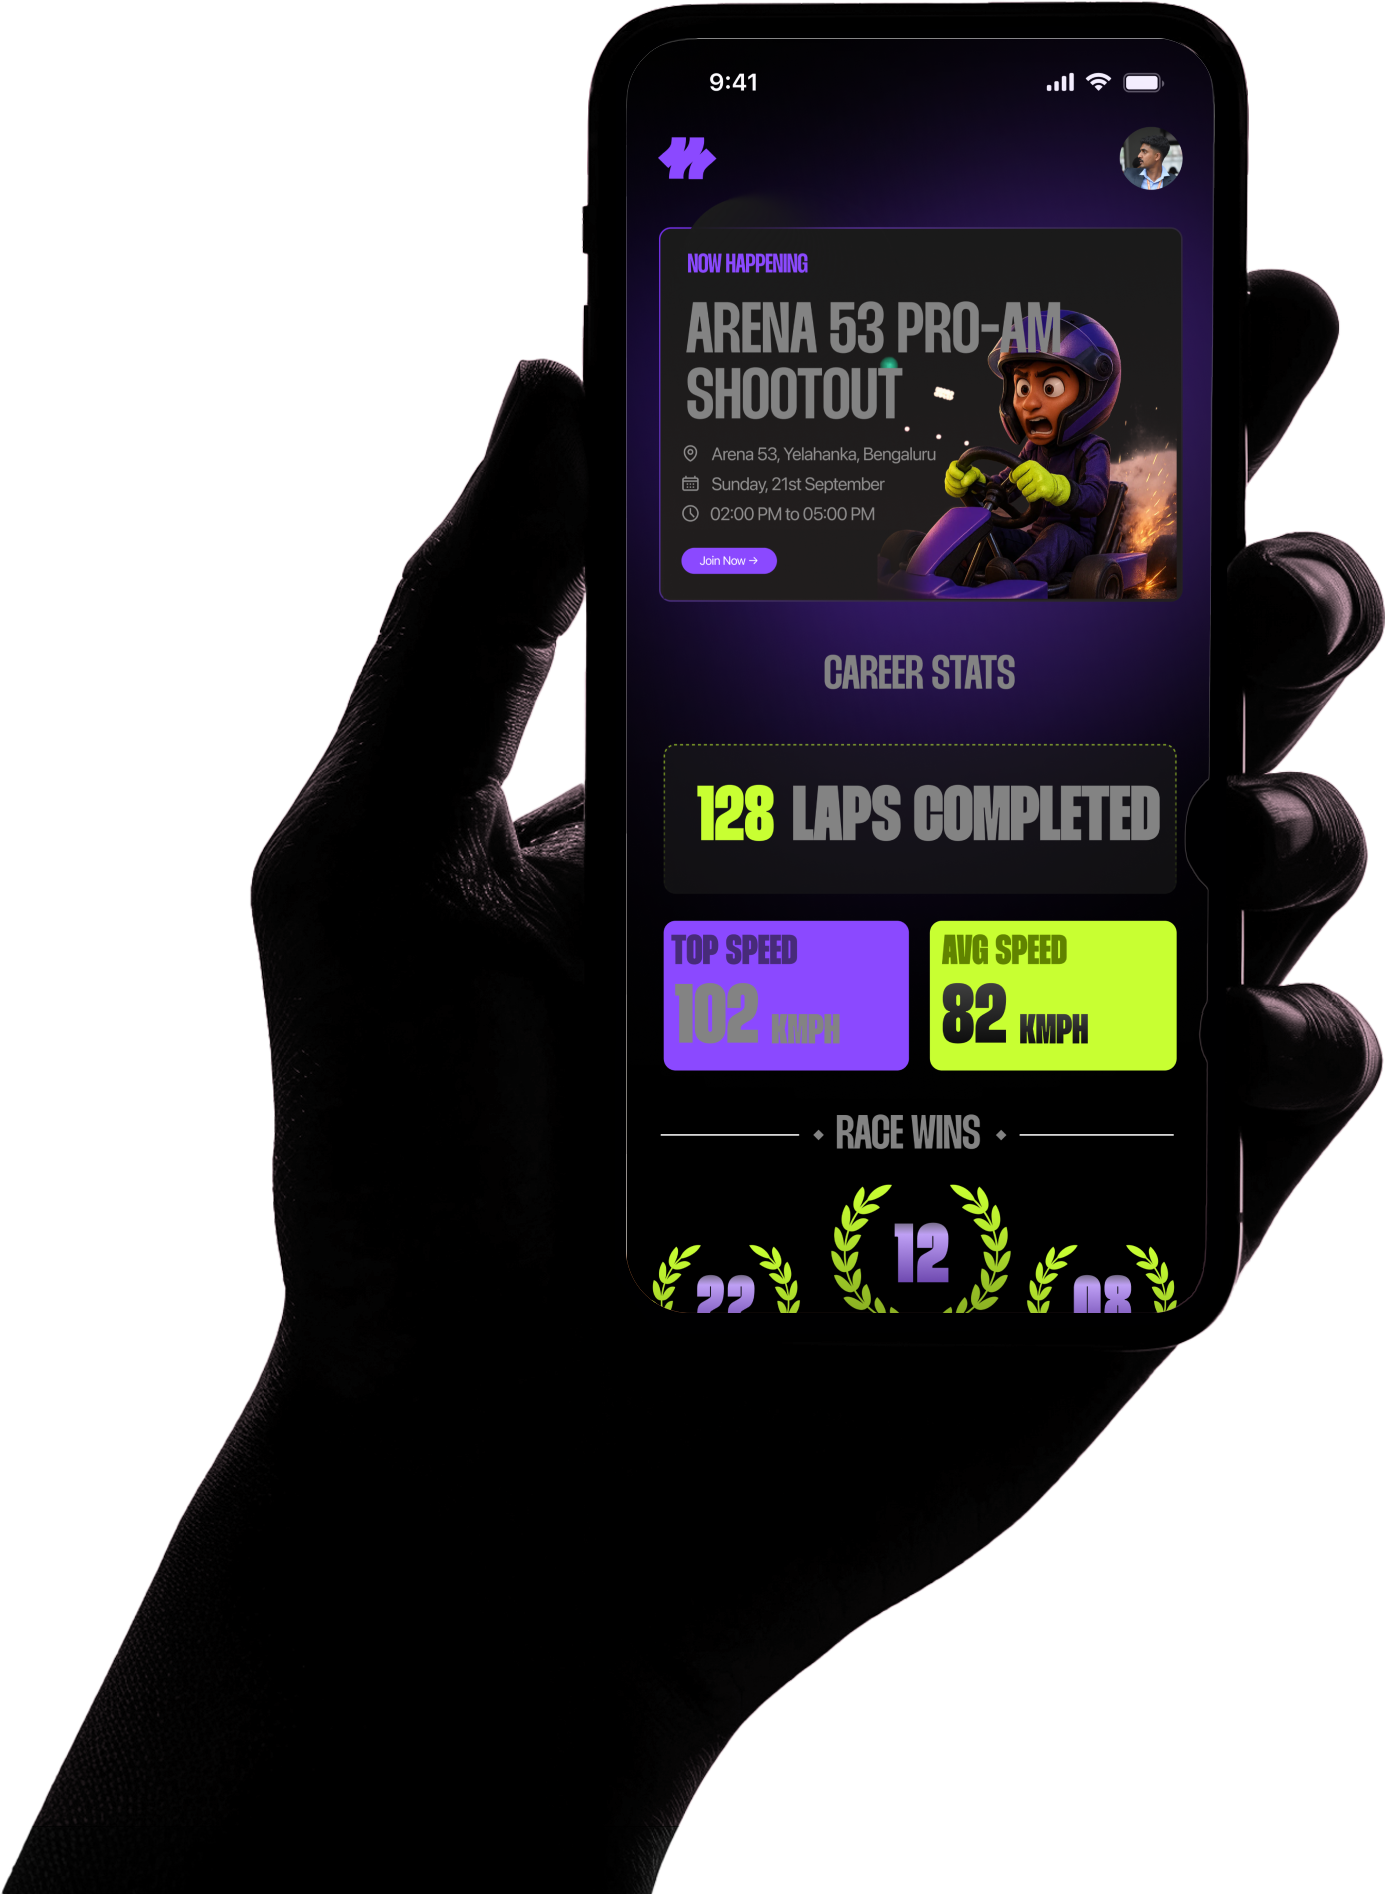 9:41
NOW HAPPENING
ARENA 53 PRO-AM
SHOOTOUT
Arena 53, Yelahanka, Bengaluru
Sunday, 21st September
02:00 PM to 05:00 PM
Join Now →
CAREER STATS
128 LAPS COMPLETED
TOP SPEED
102 KMPH
AVG SPEED
82 KMPH
RACE WINS
12
22
08